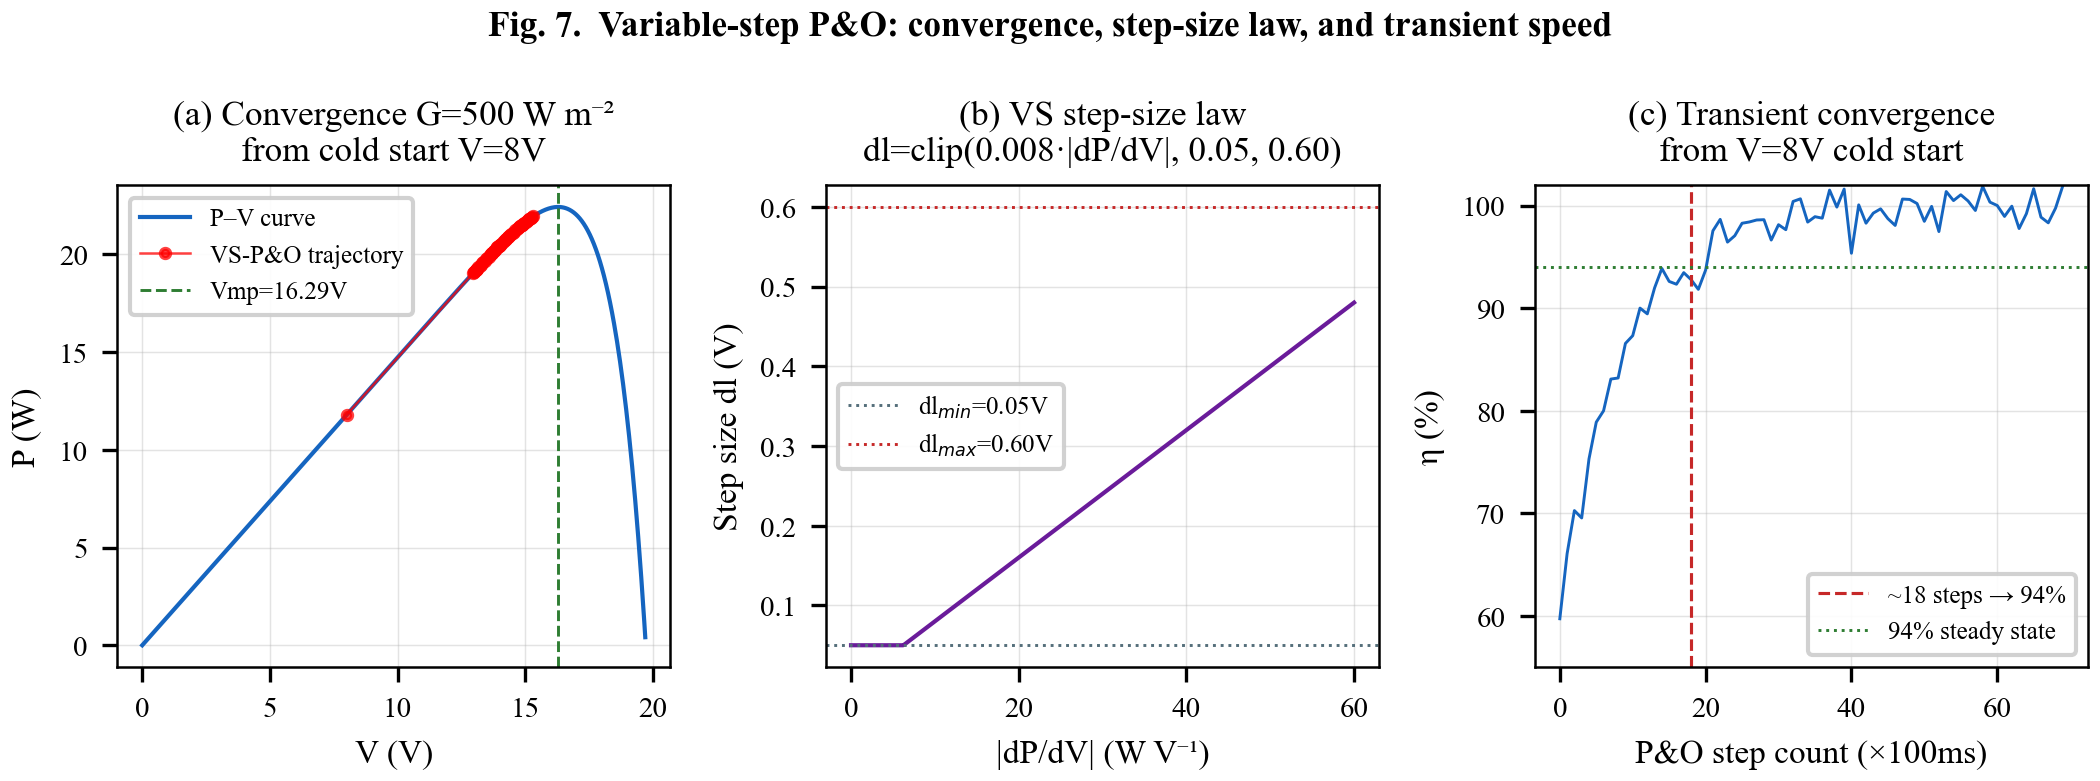 Fig. 7.  Variable-step P&O: convergence, step-size law, and transient speed
(a) Convergence G=500 W m⁻²
from cold start V=8V
P–V curve
VS-P&O trajectory
Vmp=16.29V
P (W)
20
15
10
5
0
0 5 10 15 20
V (V)
(b) VS step-size law
dl=clip(0.008·|dP/dV|, 0.05, 0.60)
dlmin=0.05V
dlmax=0.60V
Step size dl (V)
0.6
0.5
0.4
0.3
0.2
0.1
0 20 40 60
|dP/dV| (W V⁻¹)
(c) Transient convergence
from V=8V cold start
~18 steps → 94%
94% steady state
η (%)
100
90
80
70
60
0 20 40 60
P&O step count (×100ms)